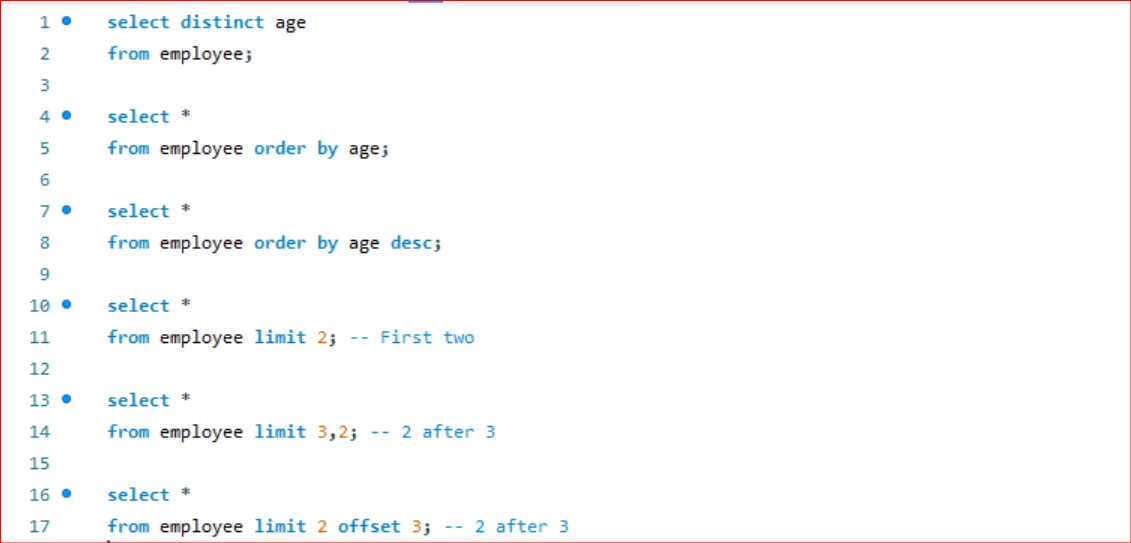 1 select distinct age
2 from employee;
3
4 select *
5 from employee order by age;
6
7 select *
8 from employee order by age desc;
9
10 select *
11 from employee limit 2; -- First two
12
13 select *
14 from employee limit 3,2; -- 2 after 3
15
16 select *
17 from employee limit 2 offset 3; -- 2 after 3